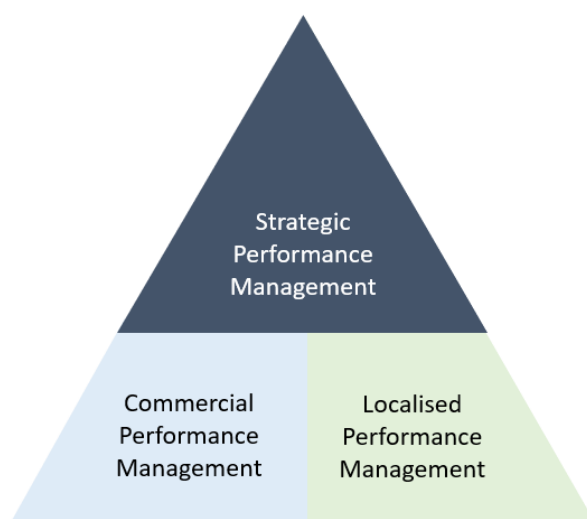 Strategic
Performance
Management
Commercial
Performance
Management
Localised
Performance
Management